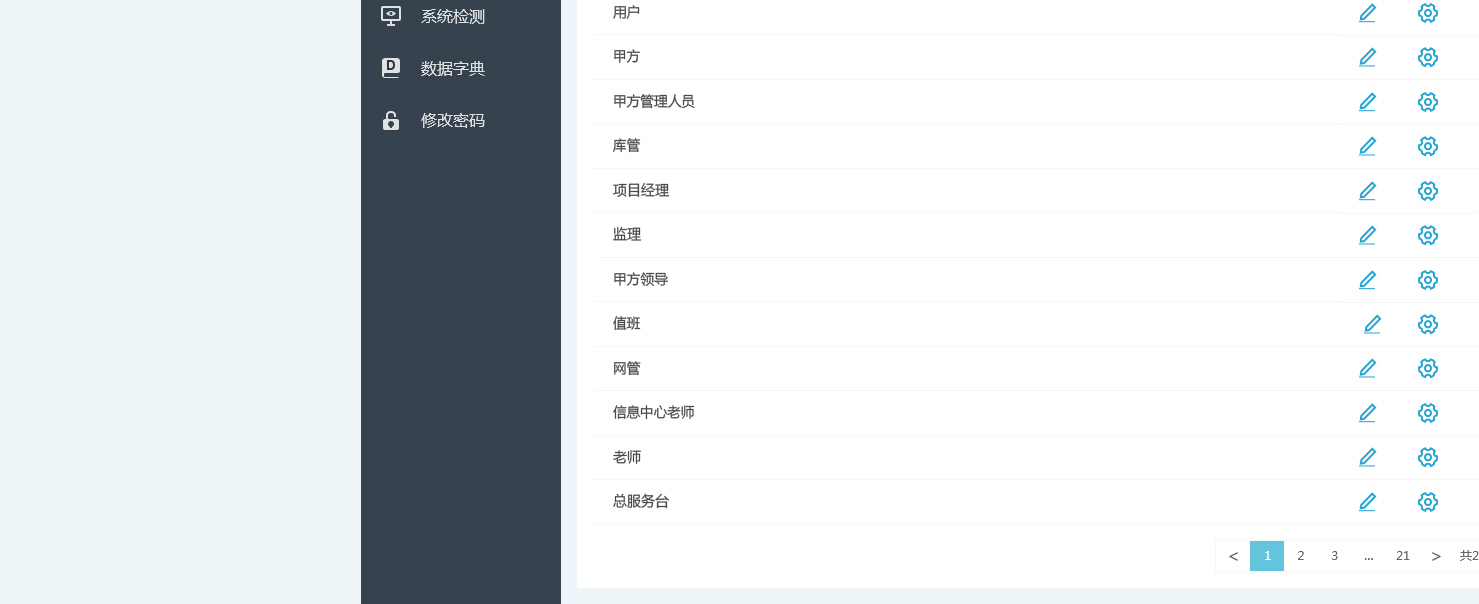 系统检测
数据字典
修改密码
用户
甲方
甲方管理人员
库管
项目经理
监理
甲方领导
值班
网管
信息中心老师
老师
总服务台
< 1 2 3 ... 21 > 共2